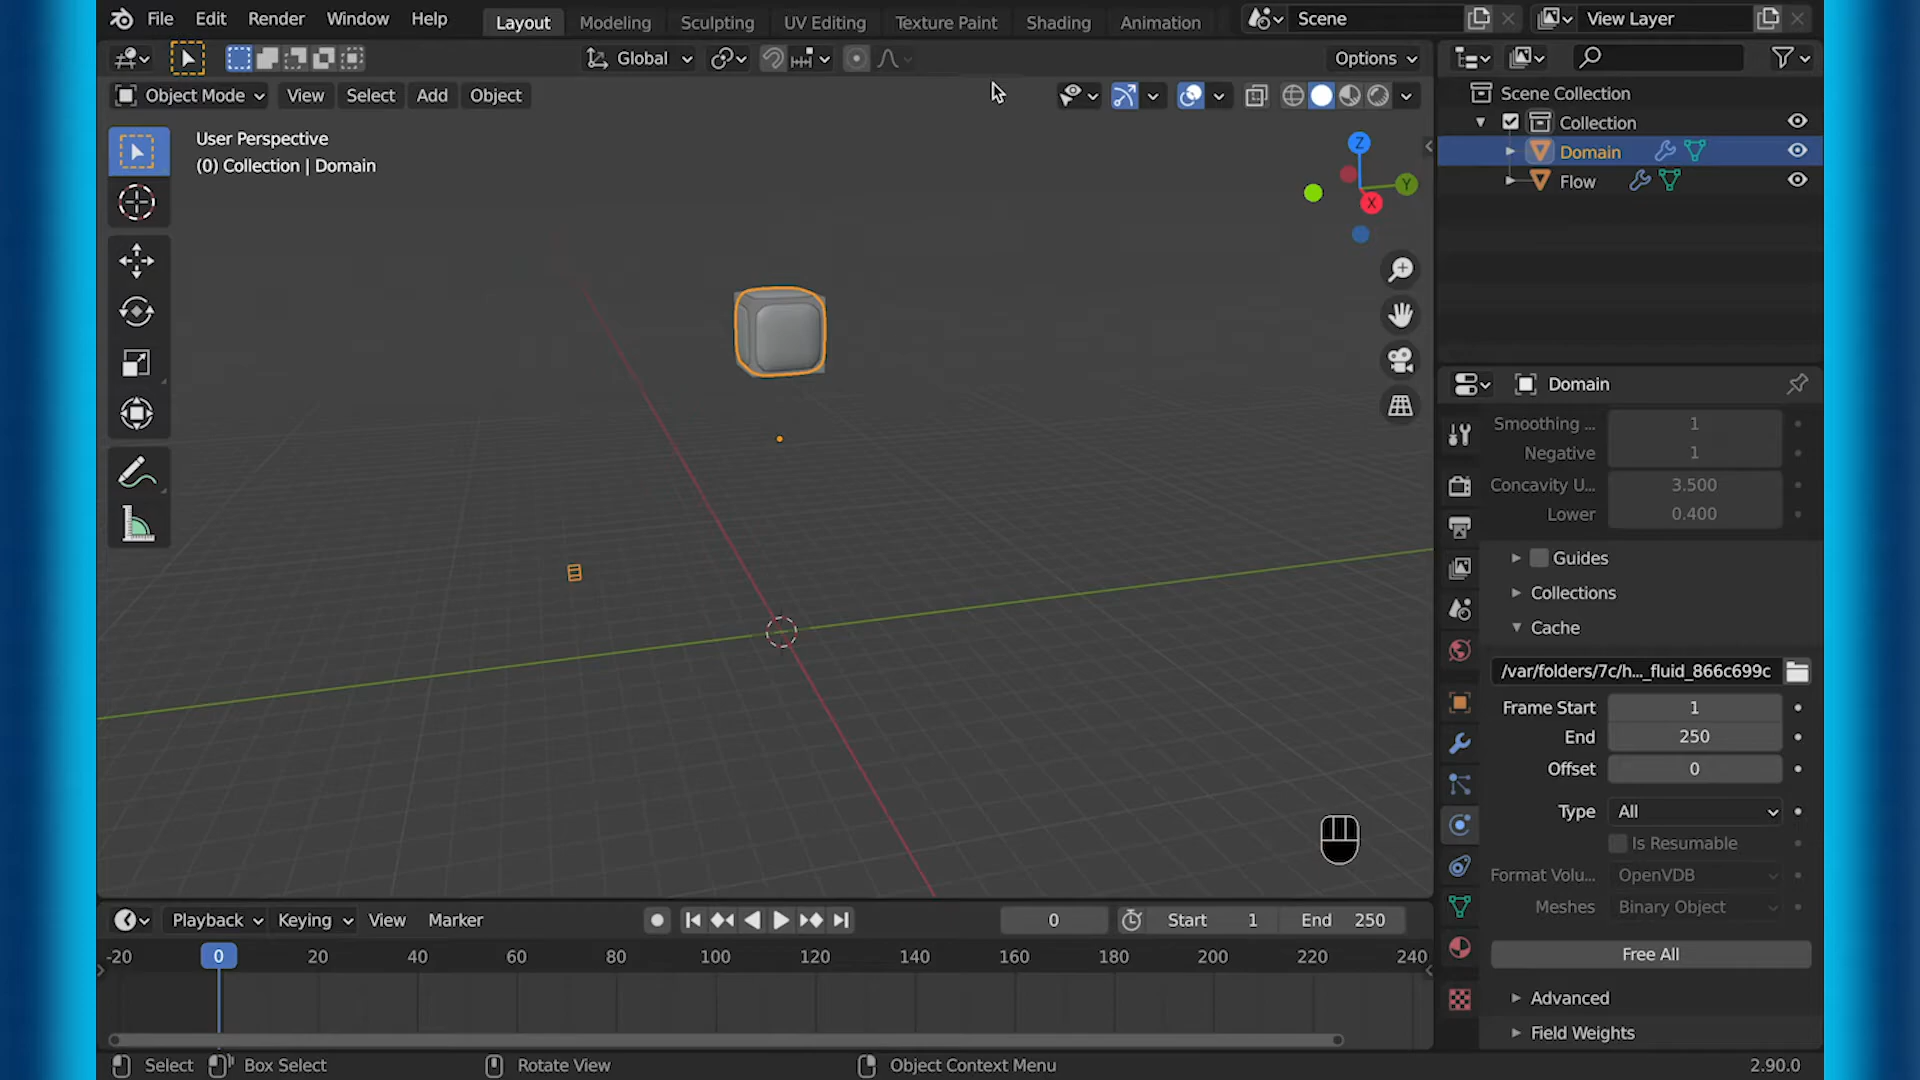 File Edit Render Window Help Layout Modeling Sculpting UV Editing Texture Paint Shading Animation Scene View Layer
Global Options
Object Mode View Select Add Object
Scene Collection
Collection
Domain
Flow
User Perspective
(0) Collection | Domain
Z
Y
X
Domain
Smoothing ... 1
Negative 1
Concavity U... 3.500
Lower 0.400
Guides
Collections
Cache
/var/folders/7c/h..._fluid_866c699c
Frame Start 1
End 250
Offset 0
Type All
Is Resumable
Format Volu... OpenVDB
Meshes Binary Object
Free All
Advanced
Field Weights
Playback Keying View Marker 0 Start 1 End 250
-20 0 20 40 60 80 100 120 140 160 180 200 220 240
Select Box Select Rotate View Object Context Menu 2.90.0